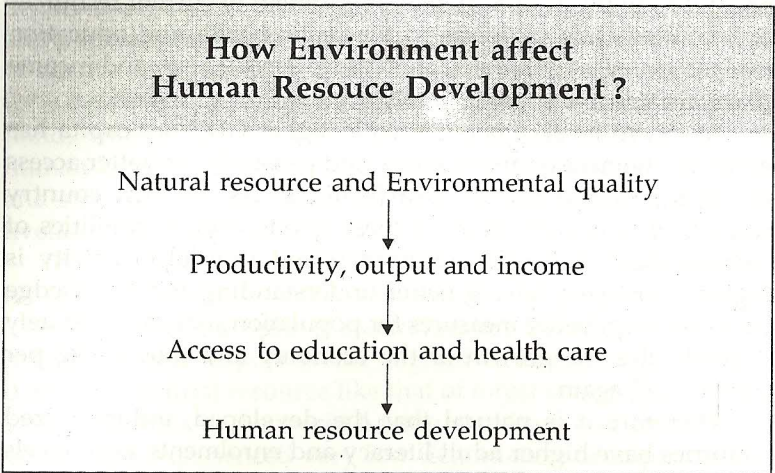 How Environment affect
Human Resouce Development ?
Natural resource and Environmental quality
Productivity, output and income
Access to education and health care
Human resource development